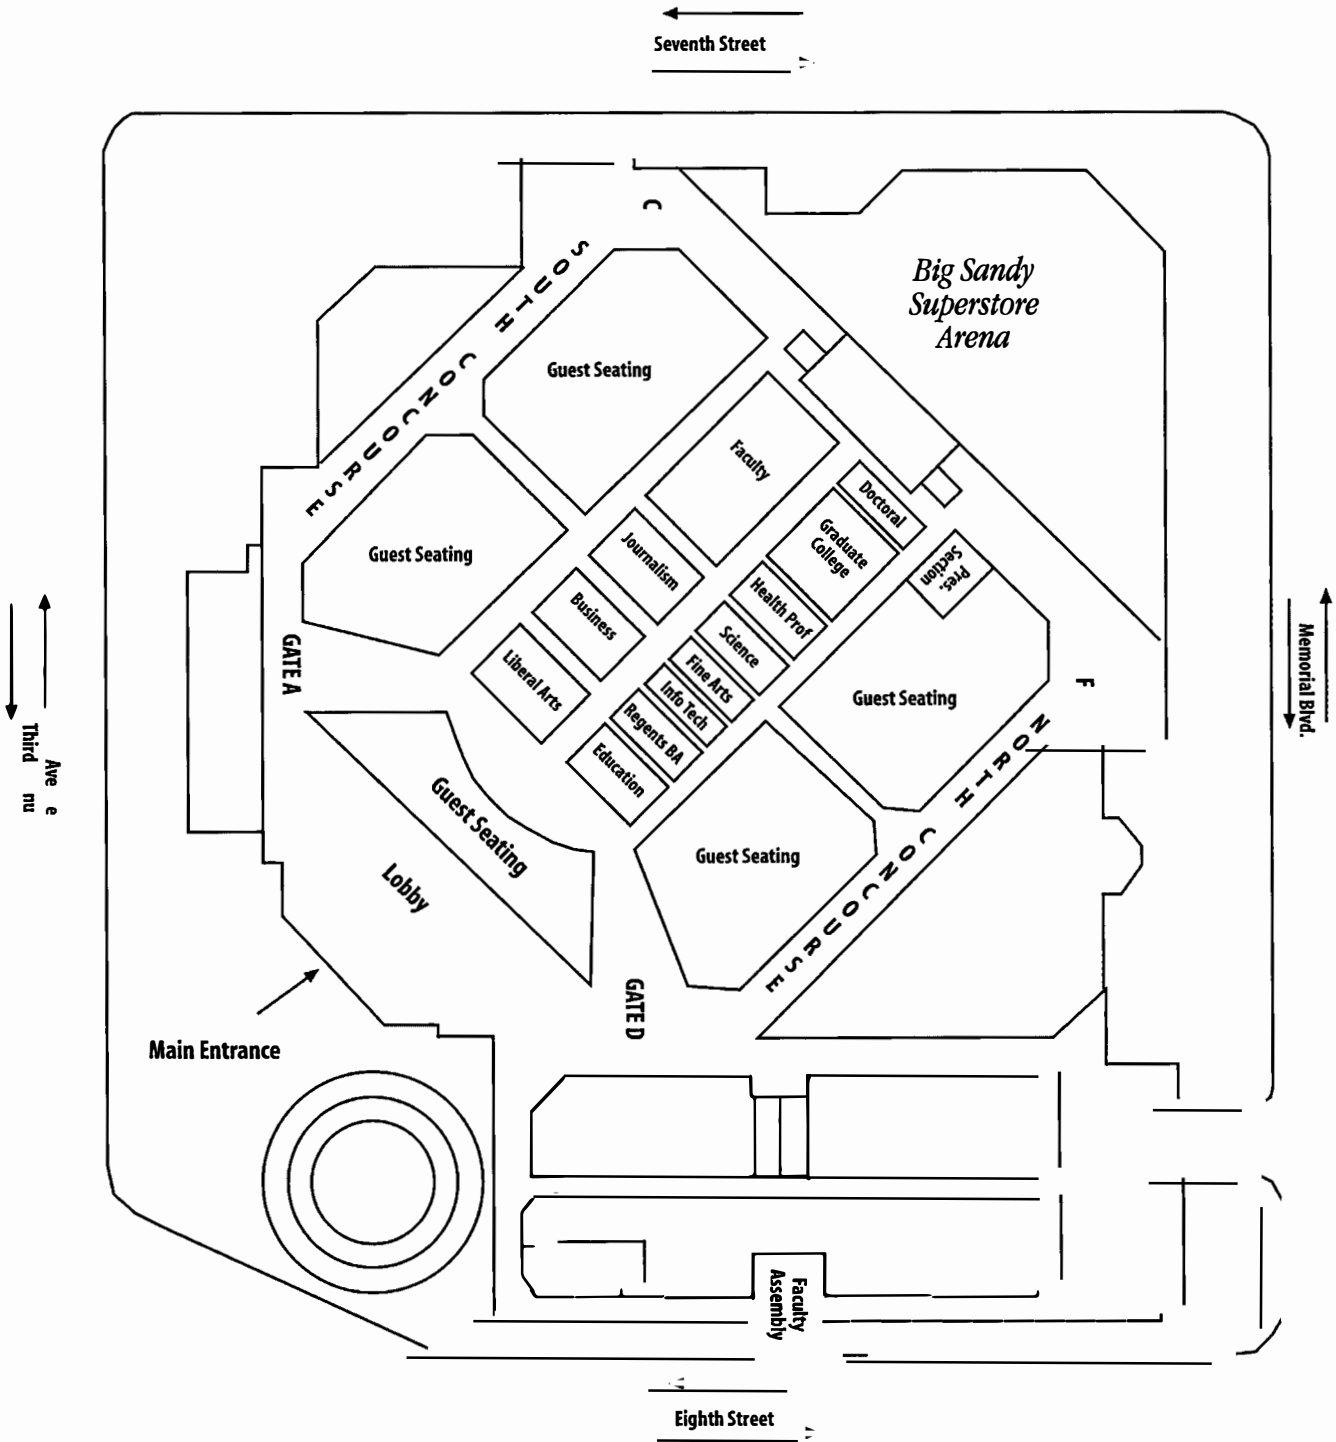 Seventh Street
C
SOUTH CONCOURSE
Big Sandy
Superstore
Arena
Guest Seating
Faculty
Doctoral
Graduate
College
Pres.
Section
Journalism
Guest Seating
Health Prof
Business
Science
Liberal Arts
Fine Arts
Info Tech
Regents BA
Education
Guest Seating
F
NORTH CONCOURSE
GATE A
Guest Seating
Guest Seating
Lobby
GATE D
Main Entrance
Memorial Blvd.
Third nu
Ave e
Faculty
Assembly
Eighth Street